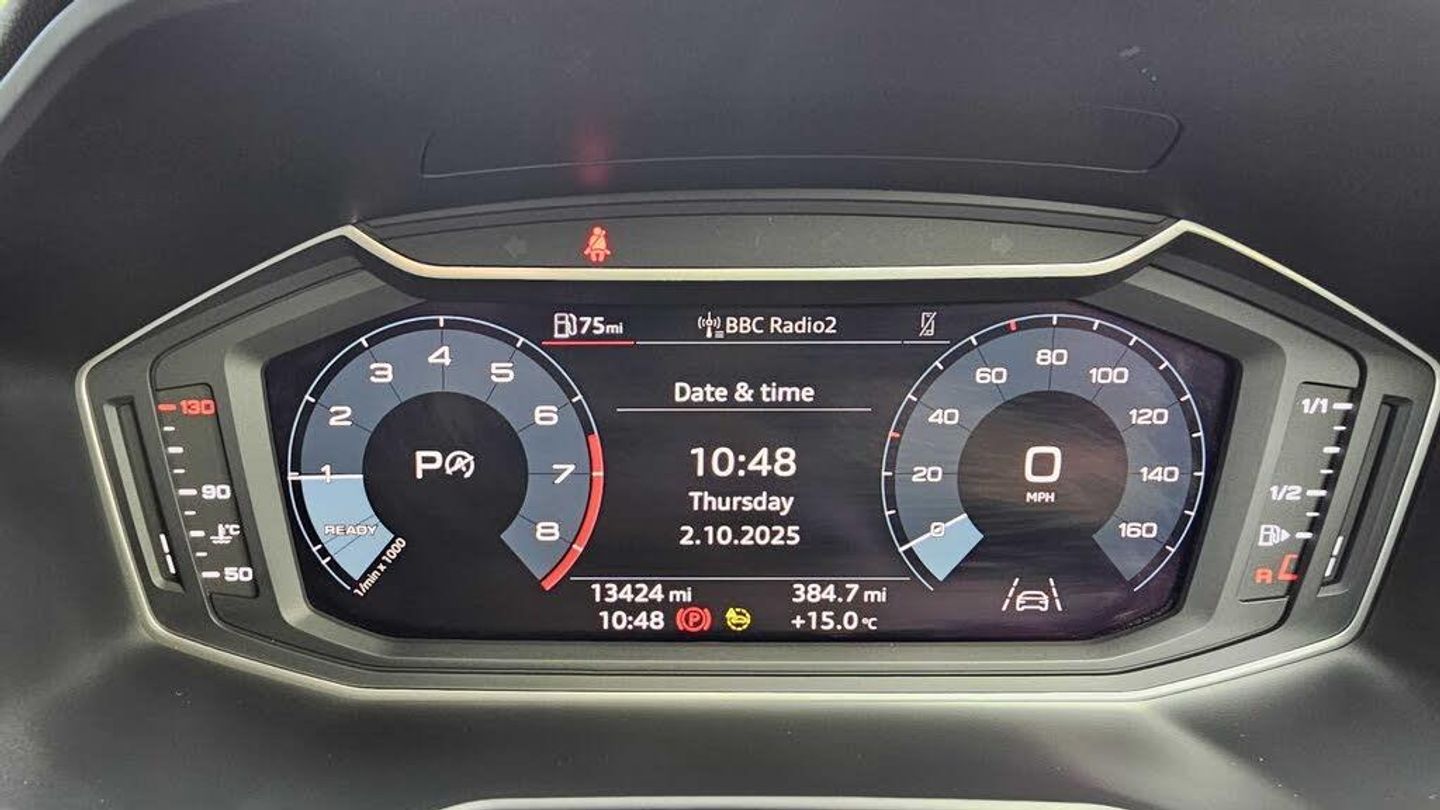 75mi
BBC Radio2
Date & time
10:48
Thursday
2.10.2025
13424 mi
384.7 mi
10:48
P
+15.0 °C
130
90
°C
50
1
2
3
4
5
6
7
8
READY
1/min x 1000
P
A
0
20
40
60
80
100
120
140
160
0
MPH
1/1
1/2
R